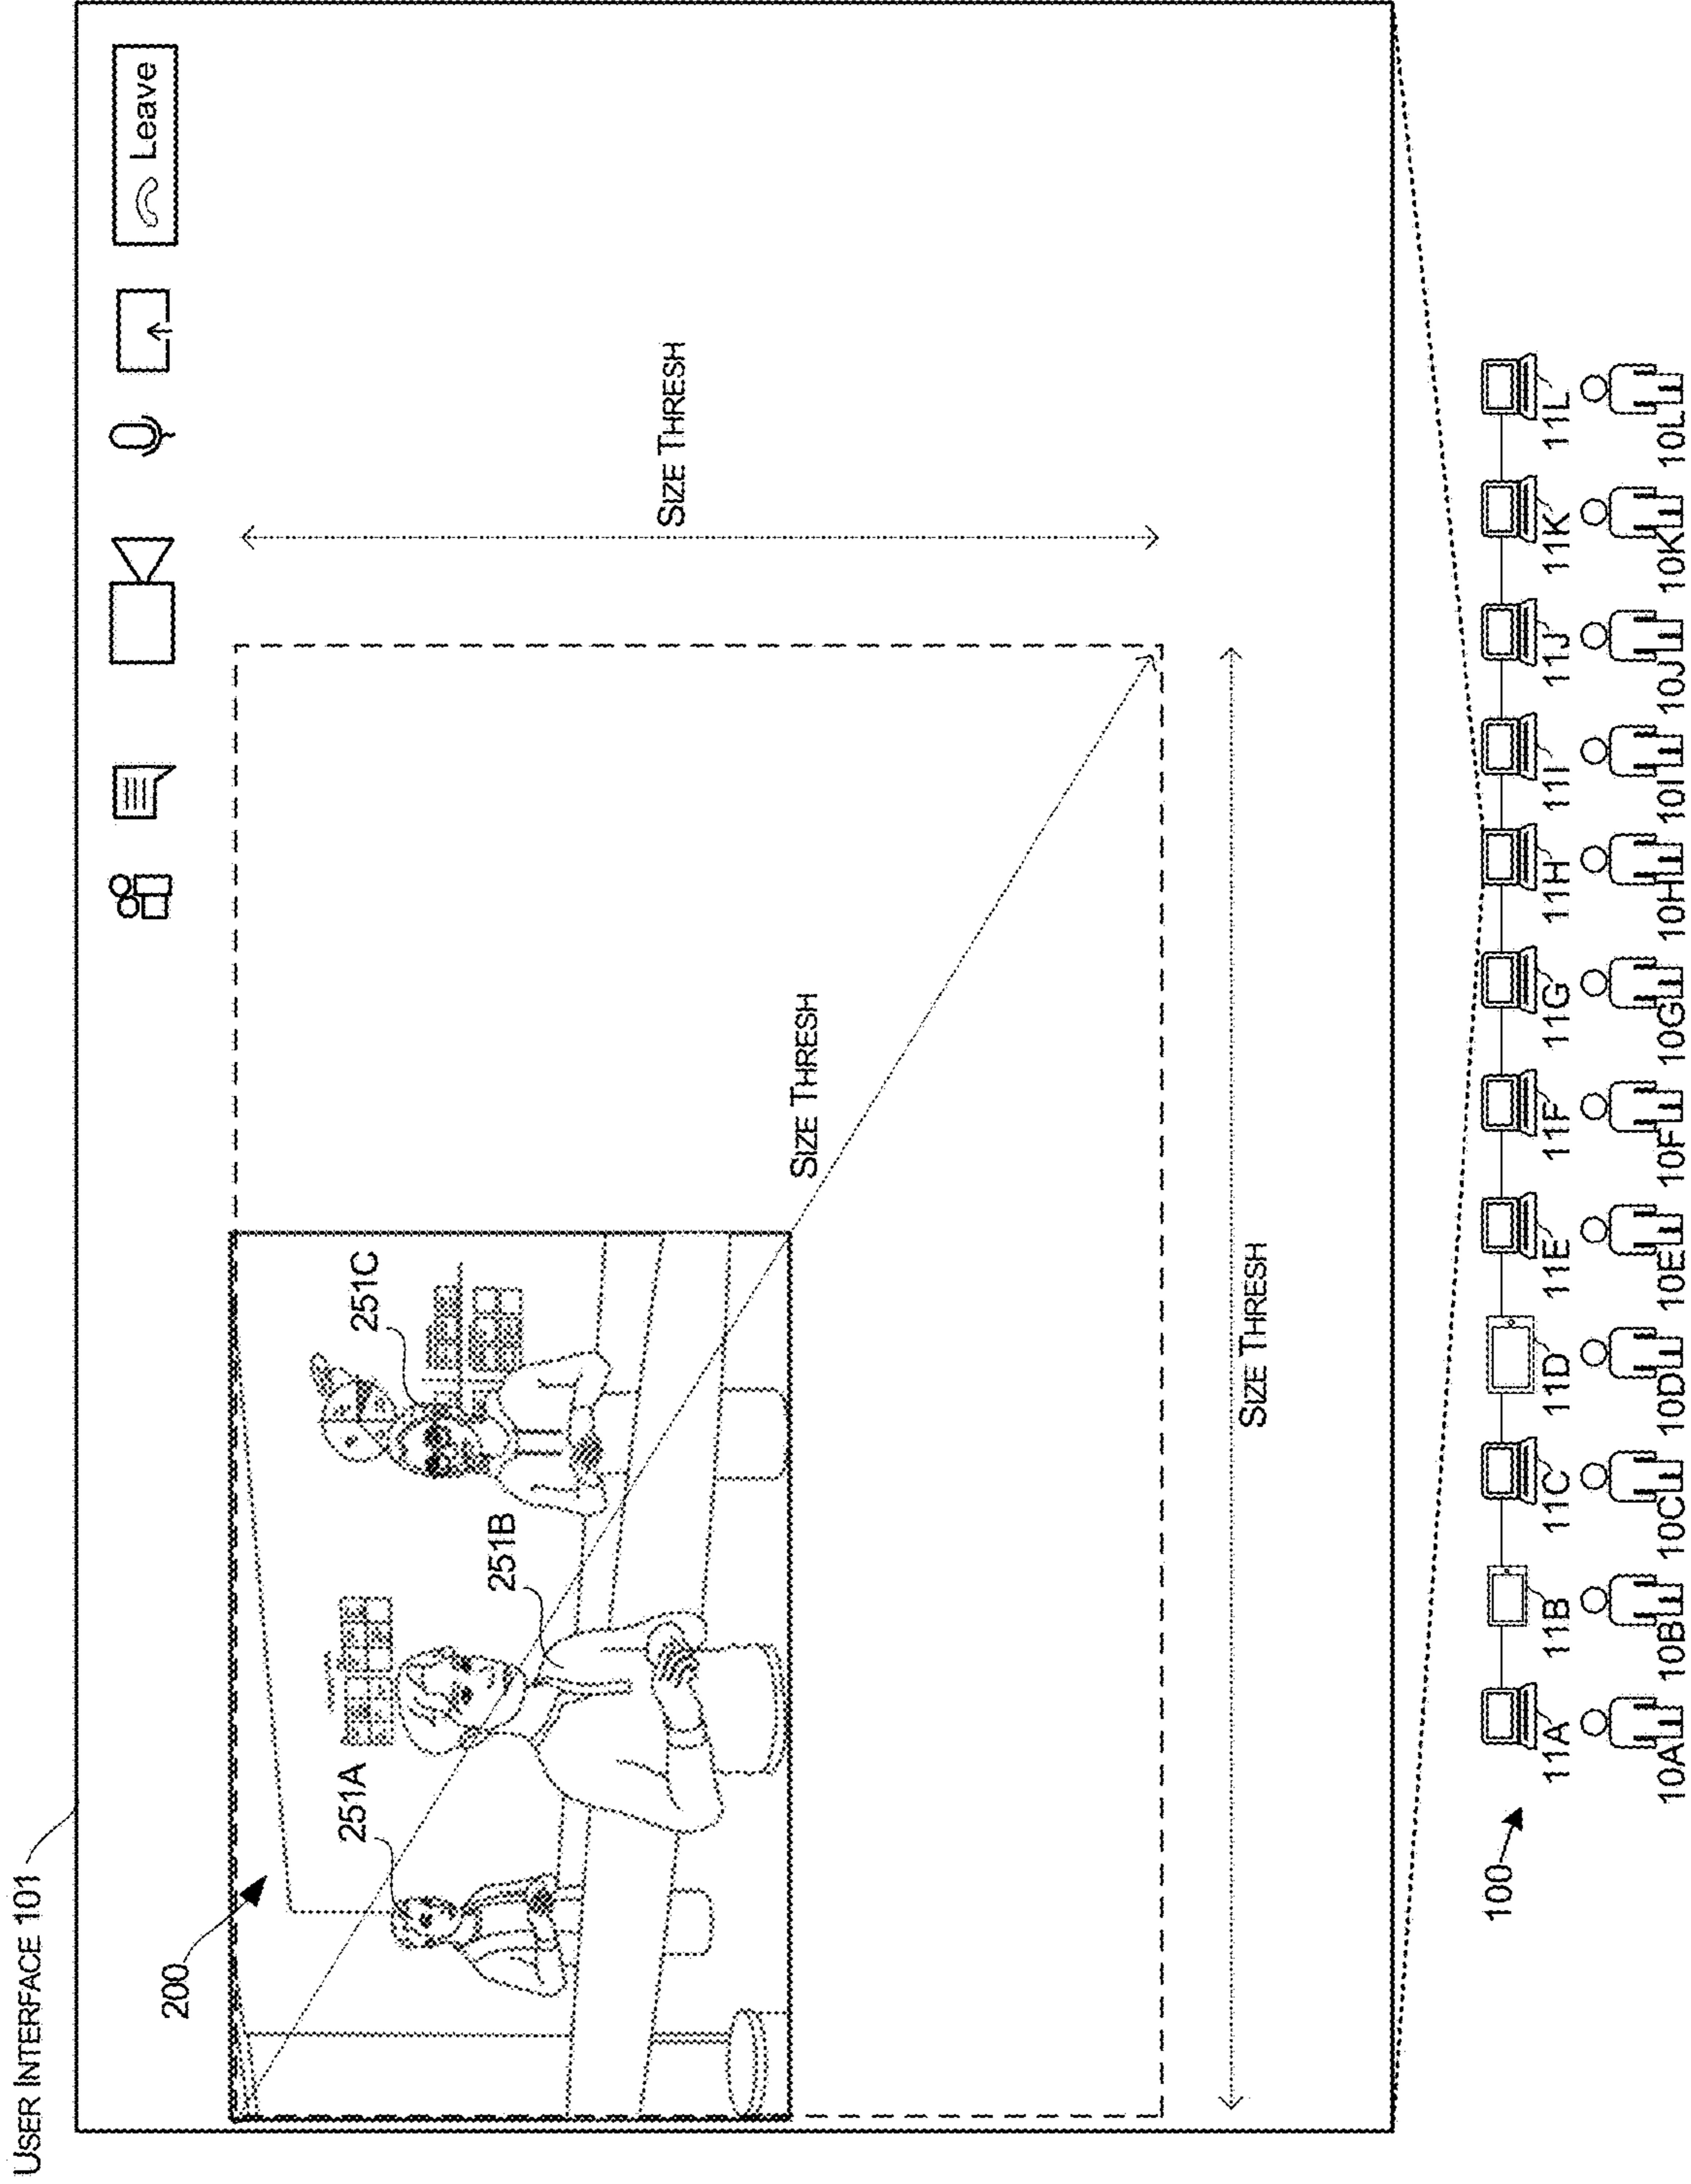 USER INTERFACE 101
Leave
200
251A
251B
251C
SIZE THRESH
SIZE THRESH
SIZE THRESH
100
11A 11B 11C 11D 11E 11F 11G 11H 11I 11J 11K 11L
10A 10B 10C 10D 10E 10F 10G 10H 10I 10J 10K 10L